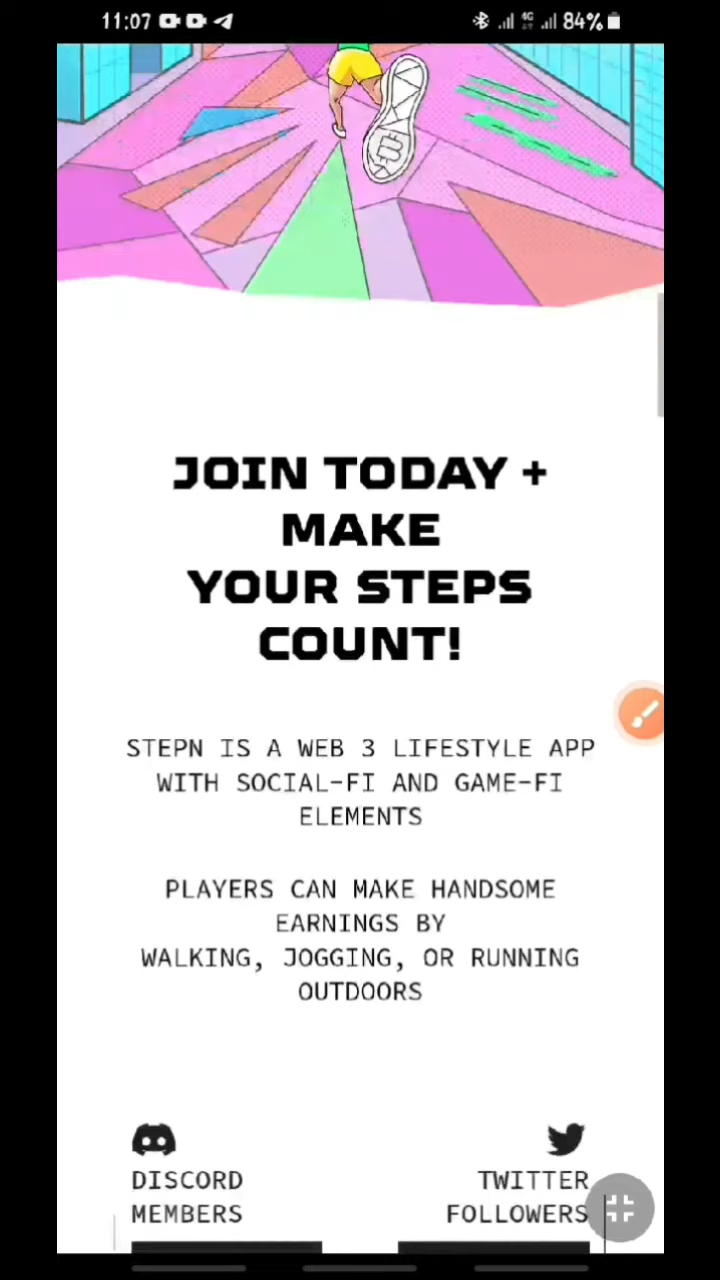 11:07
4G
84%
JOIN TODAY +
MAKE
YOUR STEPS
COUNT!
STEPN IS A WEB 3 LIFESTYLE APP
WITH SOCIAL-FI AND GAME-FI
ELEMENTS
PLAYERS CAN MAKE HANDSOME
EARNINGS BY
WALKING, JOGGING, OR RUNNING
OUTDOORS
DISCORD
MEMBERS
TWITTER
FOLLOWERS